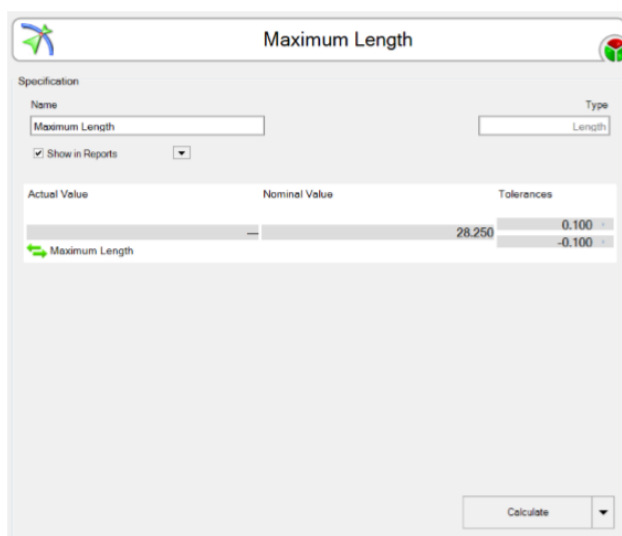 Maximum Length
Specification
Name Type
Maximum Length Length
Show in Reports
Actual Value Nominal Value Tolerances
0.100
— 28.250
-0.100
Maximum Length
Calculate